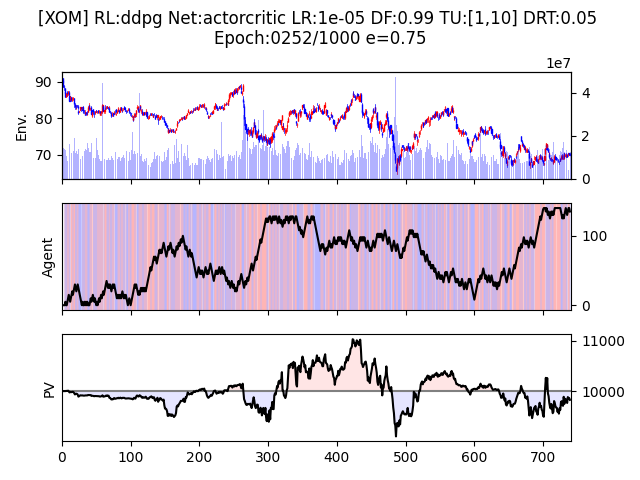 [XOM] RL:ddpg Net:actorcritic LR:1e-05 DF:0.99 TU:[1,10] DRT:0.05
Epoch:0252/1000 e=0.75
1e7
90
80
70
Env.
4
2
0
Agent
100
0
PV
11000
10000
0 100 200 300 400 500 600 700